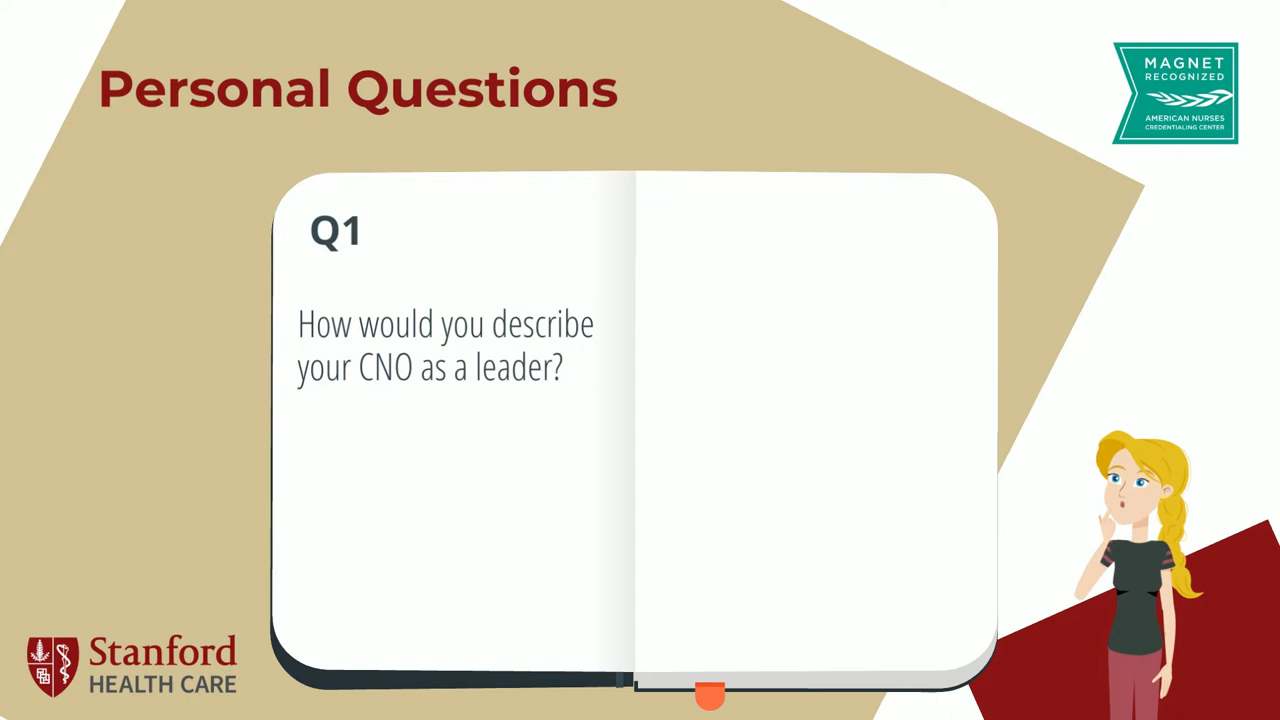 Personal Questions
MAGNET
RECOGNIZED
AMERICAN NURSES
CREDENTIALING CENTER
Q1
How would you describe
your CNO as a leader?
Stanford
HEALTH CARE